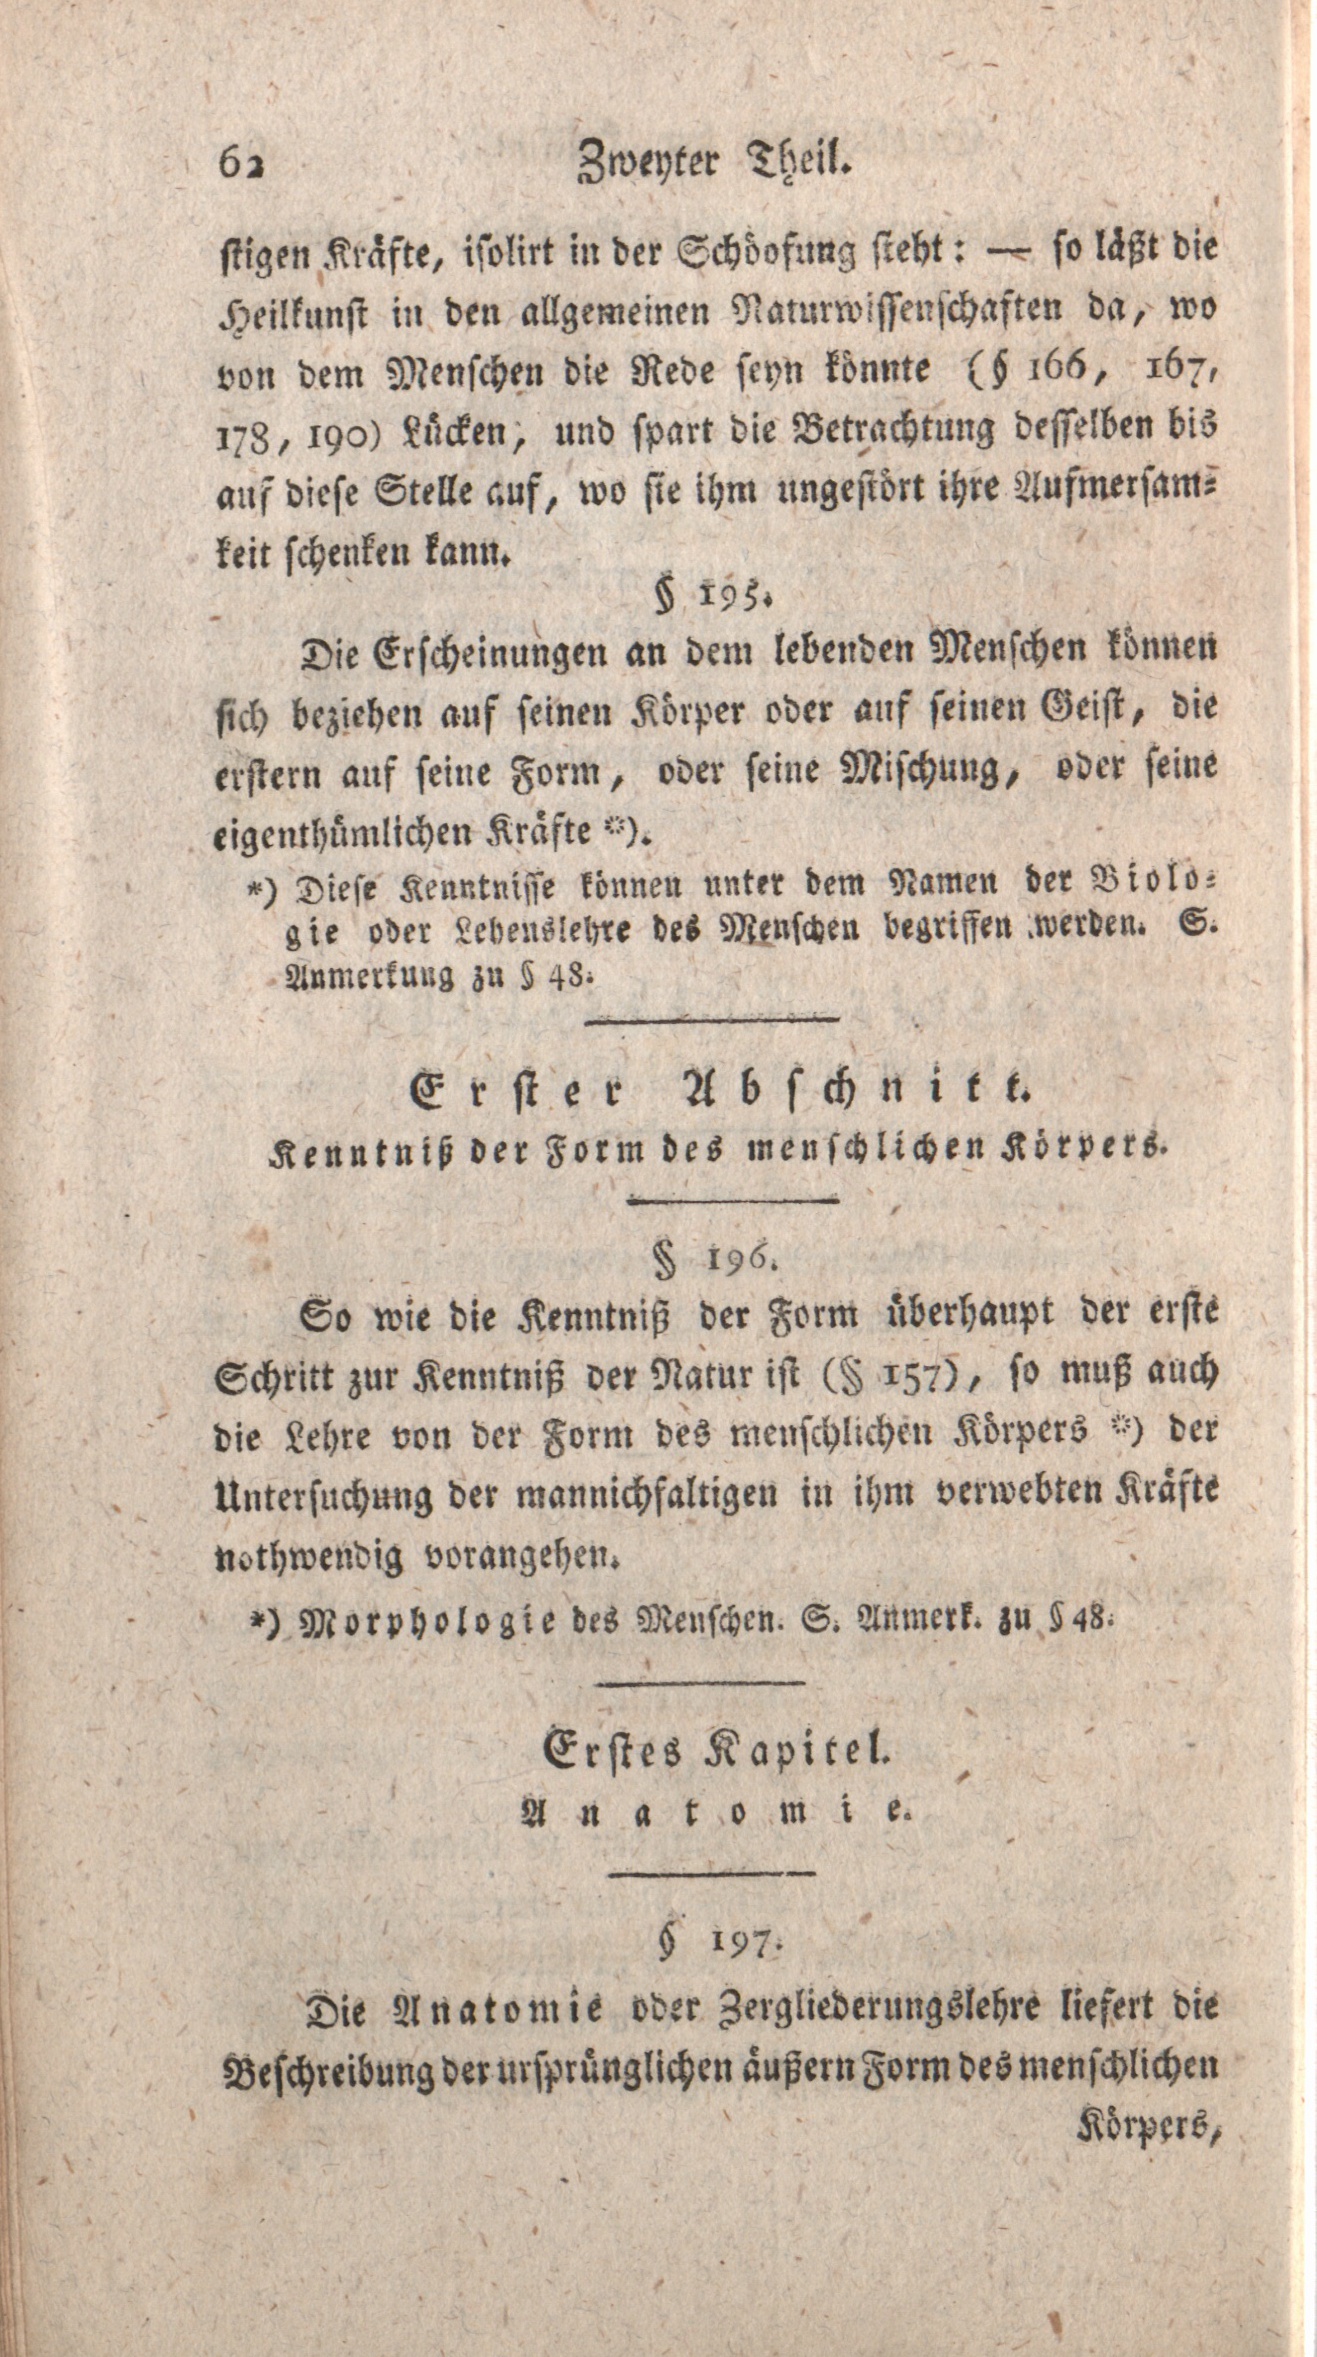 62 Zweyter Theil.
stigen Kräfte, isolirt in der Schöofung steht: — so läßt die
Heilkunst in den allgemeinen Naturwissenschaften da, wo
von dem Menschen die Rede seyn könnte (§ 166, 167,
178, 190) Lücken, und spart die Betrachtung desselben bis
auf diese Stelle auf, wo sie ihm ungestört ihre Aufmersam-
keit schenken kann.
§ 195.
Die Erscheinungen an dem lebenden Menschen können
sich beziehen auf seinen Körper oder auf seinen Geist, die
erstern auf seine Form, oder seine Mischung, oder seine
eigenthümlichen Kräfte *).
*) Diese Kenntnisse können unter dem Namen der Biolo-
gie oder Lebenslehre des Menschen begriffen werden. S.
Anmerkung zu § 48.
Erster Abschnitt.
Kenntniß der Form des menschlichen Körpers.
§ 196.
So wie die Kenntniß der Form überhaupt der erste
Schritt zur Kenntniß der Natur ist (§ 157), so muß auch
die Lehre von der Form des menschlichen Körpers *) der
Untersuchung der mannichfaltigen in ihm verwebten Kräfte
nothwendig vorangehen.
*) Morphologie des Menschen. S. Anmerk. zu § 48.
Erstes Kapitel.
Anatomie.
§ 197.
Die Anatomie oder Zergliederungslehre liefert die
Beschreibung der ursprünglichen äußern Form des menschlichen
Körpers,